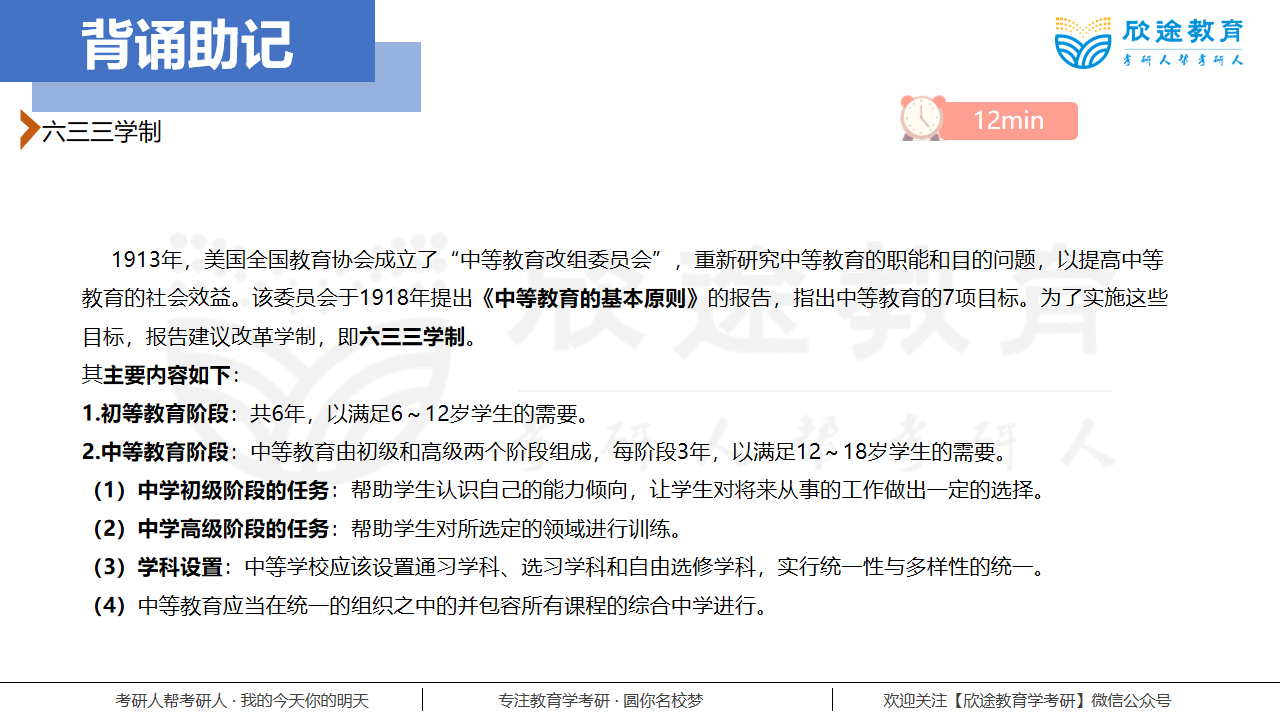 背诵助记
欣途教育
考研人帮考研人
六三三学制
12min
1913年，美国全国教育协会成立了“中等教育改组委员会”，重新研究中等教育的职能和目的问题，以提高中等
教育的社会效益。该委员会于1918年提出《中等教育的基本原则》的报告，指出中等教育的7项目标。为了实施这些
目标，报告建议改革学制，即六三三学制。
其主要内容如下：
1.初等教育阶段：共6年，以满足6～12岁学生的需要。
2.中等教育阶段：中等教育由初级和高级两个阶段组成，每阶段3年，以满足12～18岁学生的需要。
（1）中学初级阶段的任务：帮助学生认识自己的能力倾向，让学生对将来从事的工作做出一定的选择。
（2）中学高级阶段的任务：帮助学生对所选定的领域进行训练。
（3）学科设置：中等学校应该设置通习学科、选习学科和自由选修学科，实行统一性与多样性的统一。
（4）中等教育应当在统一的组织之中的并包容所有课程的综合中学进行。
欣途教育
考研人帮考研人
考研人帮考研人 · 我的今天你的明天
专注教育学考研 · 圆你名校梦
欢迎关注【欣途教育学考研】微信公众号